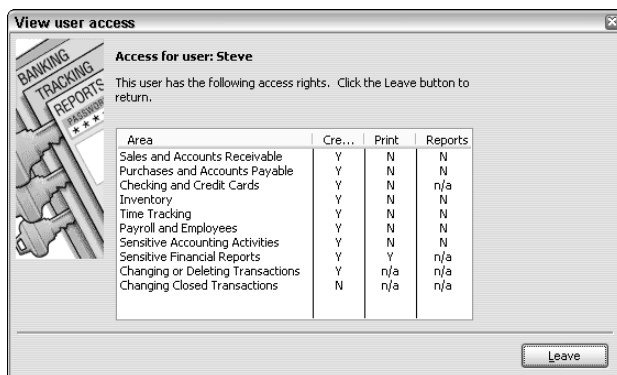 View user access
BANKING
TRACKING
REPORTS
PASSWOR
* * *
Access for user: Steve
This user has the following access rights. Click the Leave button to
return.
Area Cre... Print Reports
Sales and Accounts Receivable Y N N
Purchases and Accounts Payable Y N N
Checking and Credit Cards Y N n/a
Inventory Y N N
Time Tracking Y N N
Payroll and Employees Y N N
Sensitive Accounting Activities Y N N
Sensitive Financial Reports Y Y n/a
Changing or Deleting Transactions Y n/a n/a
Changing Closed Transactions N n/a n/a
Leave